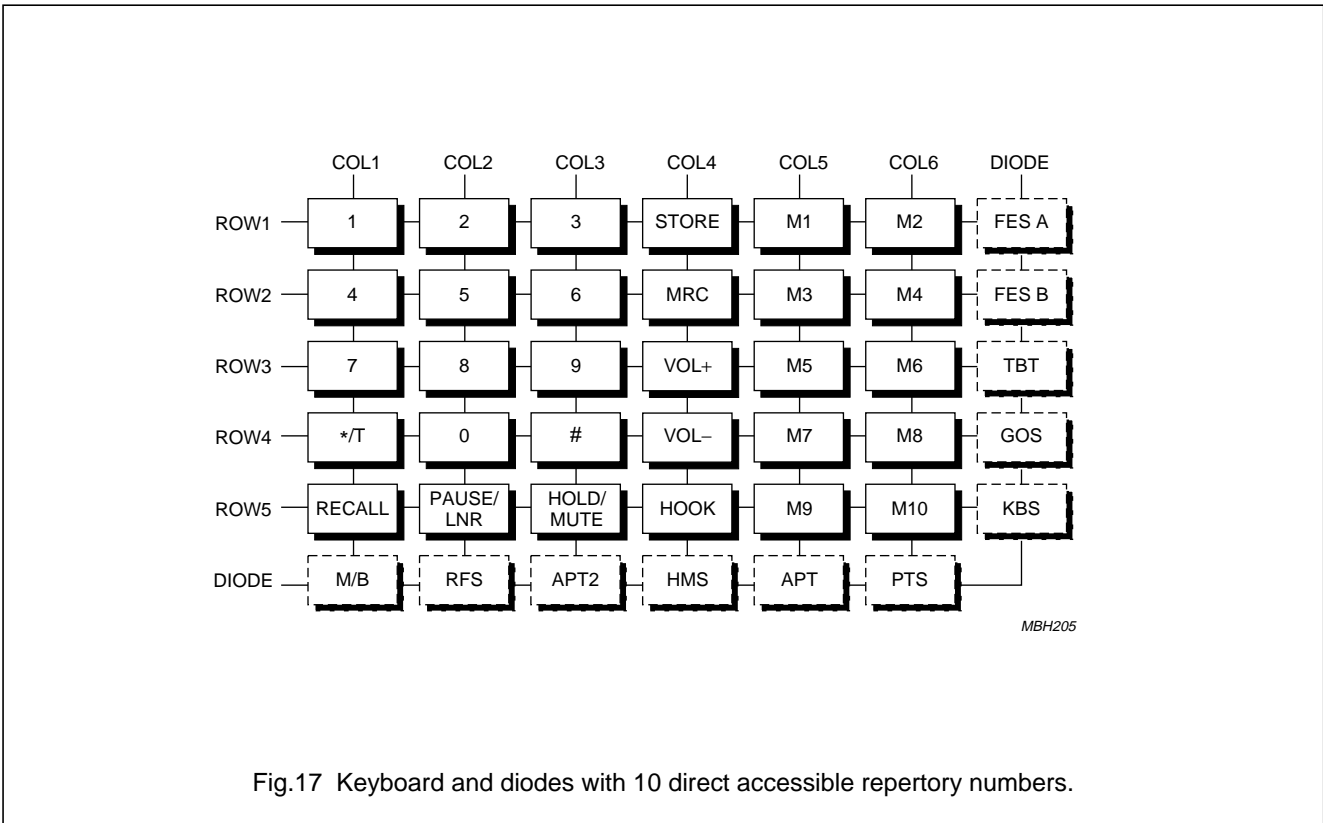 COL1 COL2 COL3 COL4 COL5 COL6 DIODE
ROW1 1 2 3 STORE M1 M2 FES A
ROW2 4 5 6 MRC M3 M4 FES B
ROW3 7 8 9 VOL+ M5 M6 TBT
ROW4 */T 0 # VOL− M7 M8 GOS
ROW5 RECALL PAUSE/ LNR HOLD/ MUTE HOOK M9 M10 KBS
DIODE M/B RFS APT2 HMS APT PTS
MBH205
Fig.17 Keyboard and diodes with 10 direct accessible repertory numbers.